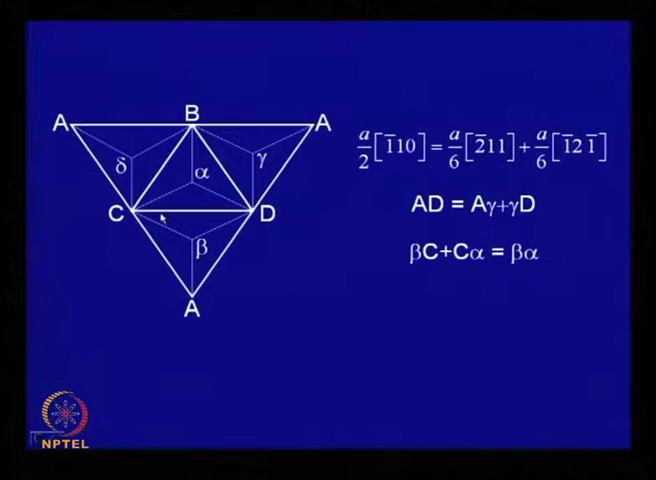 A B A
δ α γ
C D
β
A
a/2[1̅10] = a/6[2̅11] + a/6[1̅21̅]
AD = Aγ+γD
βC+Cα = βα
NPTEL